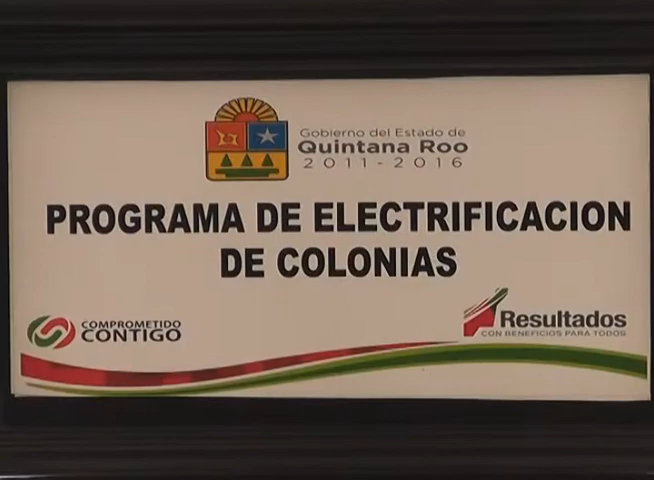 Gobierno del Estado de
Quintana Roo
2011-2016
PROGRAMA DE ELECTRIFICACION
DE COLONIAS
COMPROMETIDO
CONTIGO
Resultados
CON BENEFICIOS PARA TODOS